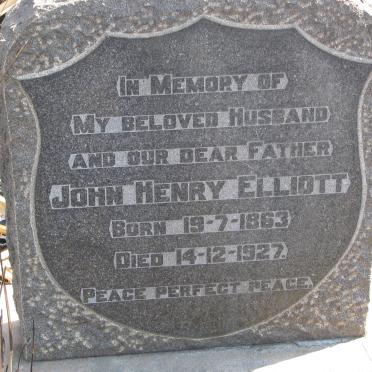 In Memory of
My beloved Husband
and our dear Father
John Henry Elliott
Born 19-7-1863
Died 14-12-1927.
Peace perfect peace.